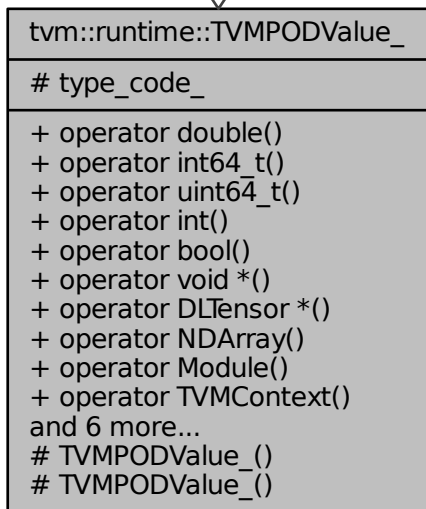 tvm::runtime::TVMPODValue_
# type_code_
+ operator double()
+ operator int64_t()
+ operator uint64_t()
+ operator int()
+ operator bool()
+ operator void *()
+ operator DLTensor *()
+ operator NDArray()
+ operator Module()
+ operator TVMContext()
and 6 more...
# TVMPODValue_()
# TVMPODValue_()